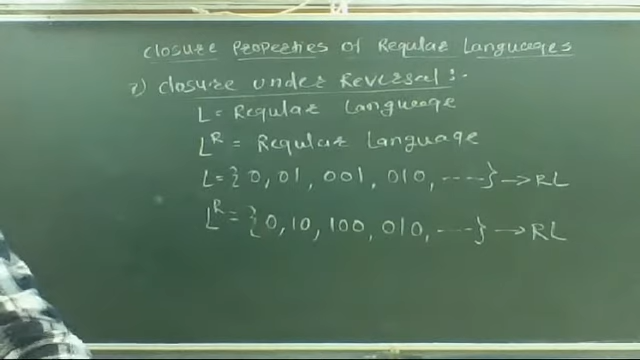 Closure Properties of Regular Languages
7) Closure under Reversal :-
L = Regular Language
L^R = Regular Language
L = {0, 01, 001, 010, -----} → RL
L^R = {0, 10, 100, 010, -----} → RL